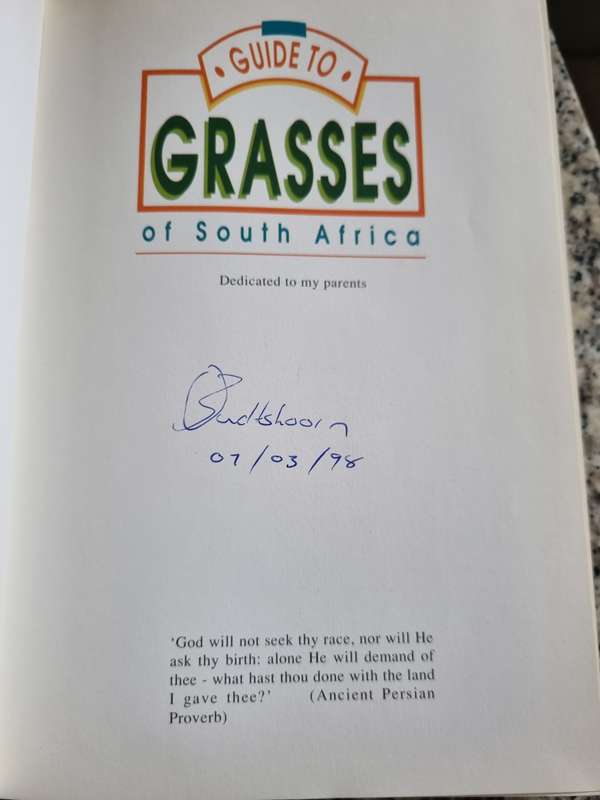 • GUIDE TO •
GRASSES
of South Africa
Dedicated to my parents
Oudtshoorn
07/03/98
‘God will not seek thy race, nor will He
ask thy birth: alone He will demand of
thee - what hast thou done with the land
I gave thee?’ (Ancient Persian
Proverb)